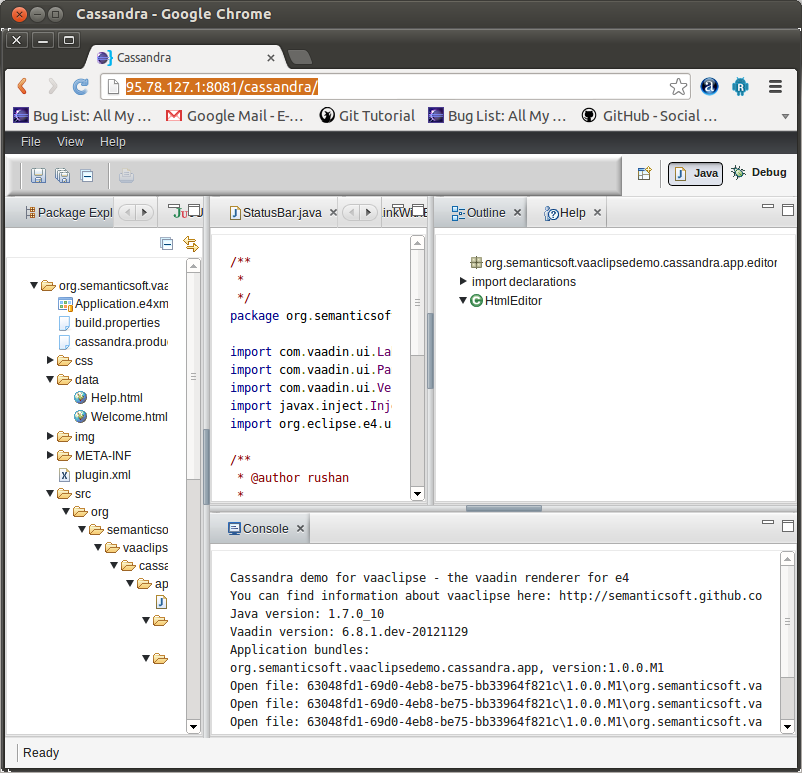 Cassandra - Google Chrome
Cassandra
95.78.127.1:8081/cassandra/
Bug List: All My ... Google Mail - E-... Git Tutorial Bug List: All My ... GitHub - Social ...
File View Help
Java Debug
Package Expl
StatusBar.java
Outline
Help
org.semanticsoft.vaa
Application.e4xm
build.properties
cassandra.produ
css
data
Help.html
Welcome.html
img
META-INF
plugin.xml
src
org
semanticso
vaaclips
cassa
ap
/**
*
*/
package org.semanticsof
import com.vaadin.ui.La
import com.vaadin.ui.Pa
import com.vaadin.ui.Ve
import javax.inject.Inj
import org.eclipse.e4.u
/**
* @author rushan
*
org.semanticsoft.vaaclipsedemo.cassandra.app.editor
import declarations
HtmlEditor
Console
Cassandra demo for vaaclipse - the vaadin renderer for e4
You can find information about vaaclipse here: http://semanticsoft.github.co
Java version: 1.7.0_10
Vaadin version: 6.8.1.dev-20121129
Application bundles:
org.semanticsoft.vaaclipsedemo.cassandra.app, version:1.0.0.M1
Open file: 63048fd1-69d0-4eb8-be75-bb33964f821c\1.0.0.M1\org.semanticsoft.va
Open file: 63048fd1-69d0-4eb8-be75-bb33964f821c\1.0.0.M1\org.semanticsoft.va
Open file: 63048fd1-69d0-4eb8-be75-bb33964f821c\1.0.0.M1\org.semanticsoft.va
Ready